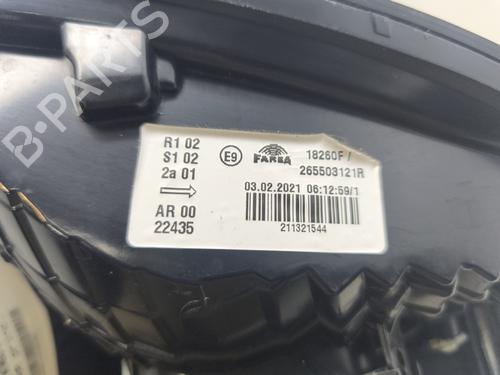 B-PARTS
R1 02
S1 02
2a 01
AR 00
22435
E9
FARBA
18260F /
265503121R
03.02.2021 06:12:59/1
211321544